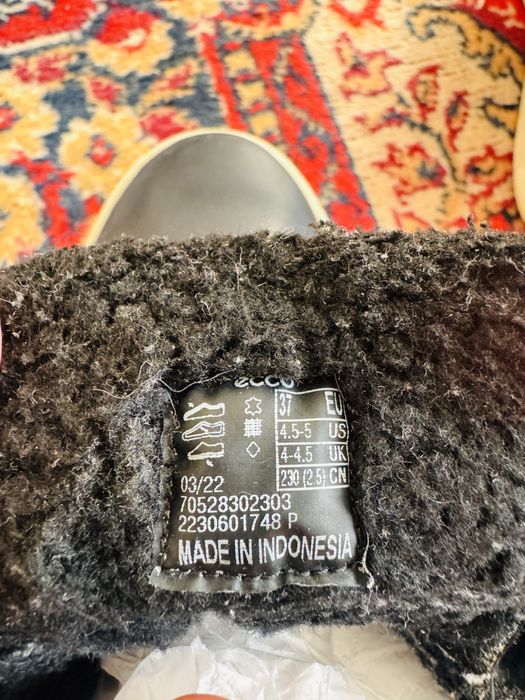 ecco
37 EU
4.5-5 US
4-4.5 UK
230 (2.5) CN
03/22
70528302303
2230601748 P
MADE IN INDONESIA